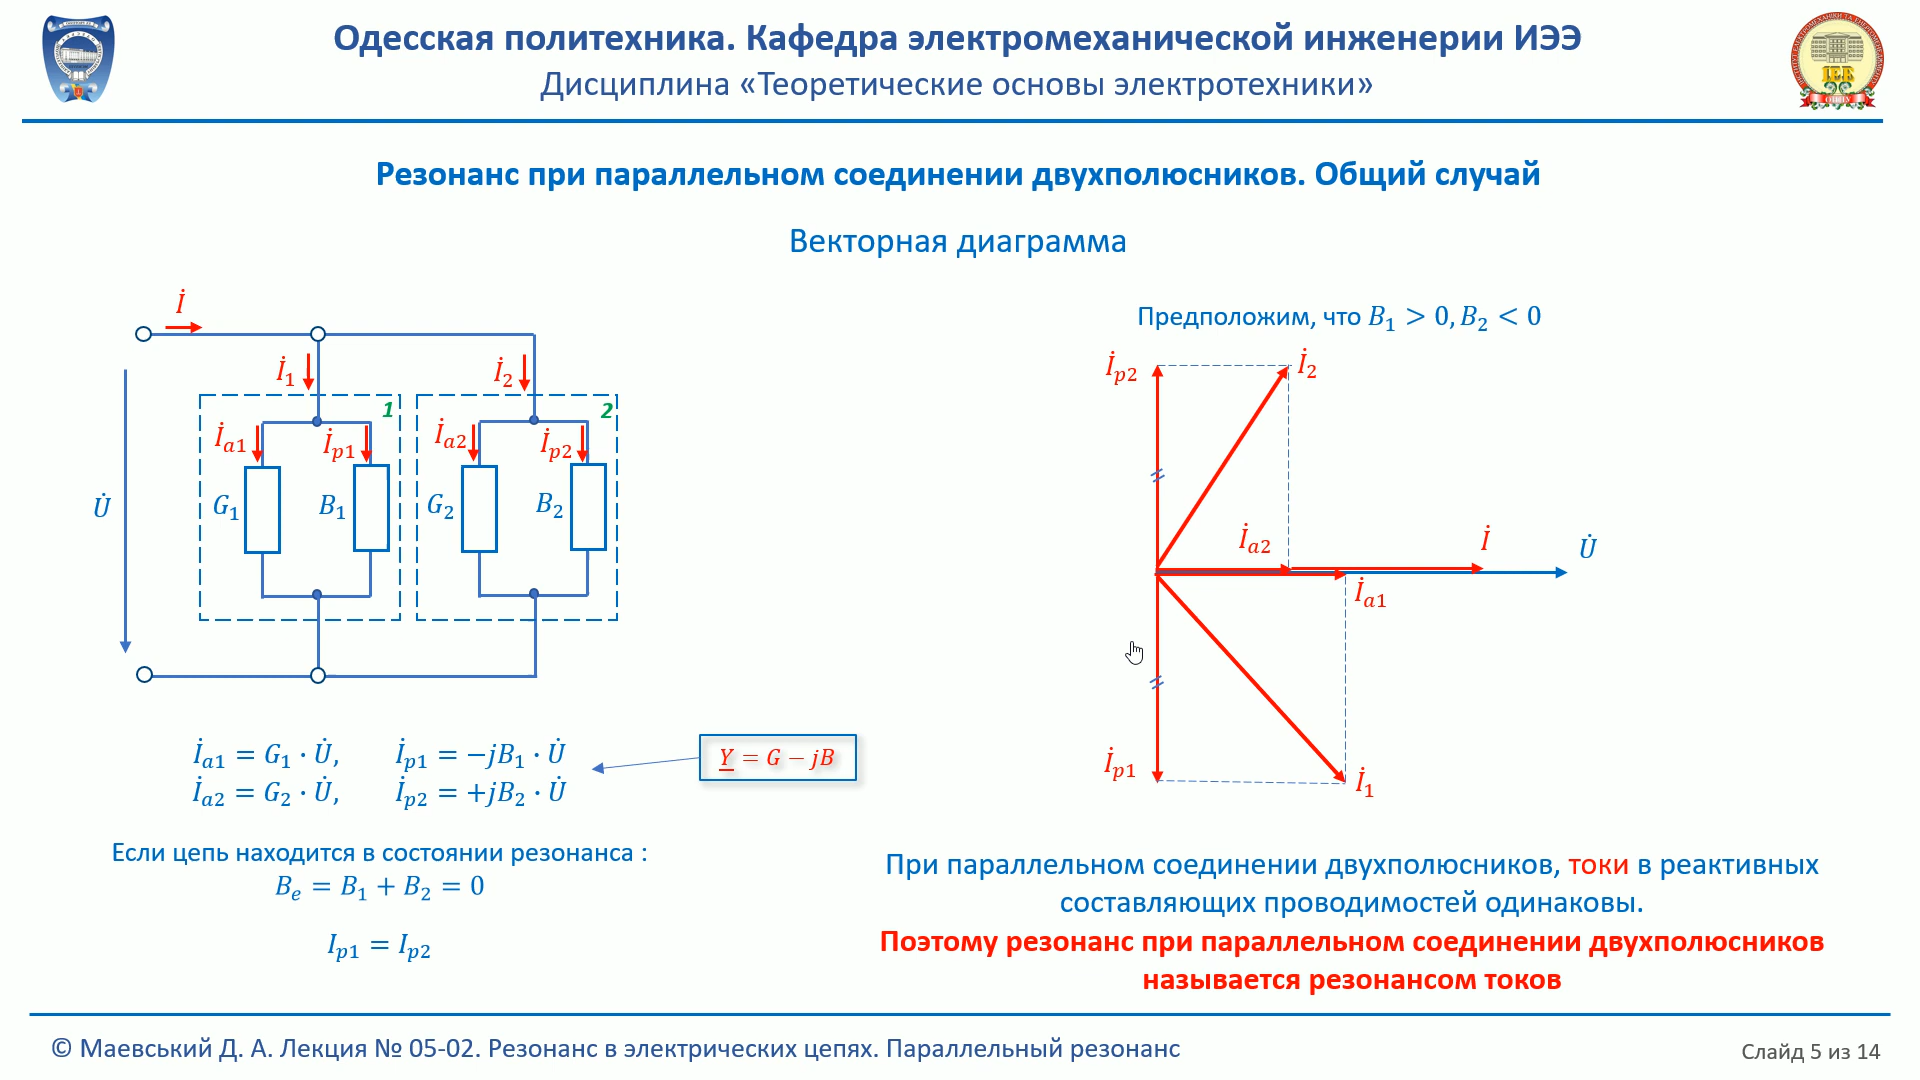 Одесская политехника. Кафедра электромеханической инженерии ИЭЭ
Дисциплина «Теоретические основы электротехники»
Резонанс при параллельном соединении двухполюсников. Общий случай
Векторная диаграмма
İ
İ₁
İ₂
1
2
İₐ₁
İₚ₁
İₐ₂
İₚ₂
U̇
G₁
B₁
G₂
B₂
İₐ₁ = G₁ · U̇, İₚ₁ = −jB₁ · U̇
İₐ₂ = G₂ · U̇, İₚ₂ = +jB₂ · U̇
Y = G − jB
Если цепь находится в состоянии резонанса :
Bₑ = B₁ + B₂ = 0
Iₚ₁ = Iₚ₂
Предположим, что B₁ > 0, B₂ < 0
İₚ₂
İ₂
İₐ₂
İ
U̇
İₐ₁
İₚ₁
İ₁
При параллельном соединении двухполюсников, токи в реактивных
составляющих проводимостей одинаковы.
Поэтому резонанс при параллельном соединении двухполюсников
называется резонансом токов
© Маевський Д. А. Лекция № 05-02. Резонанс в электрических цепях. Параллельный резонанс
Слайд 5 из 14